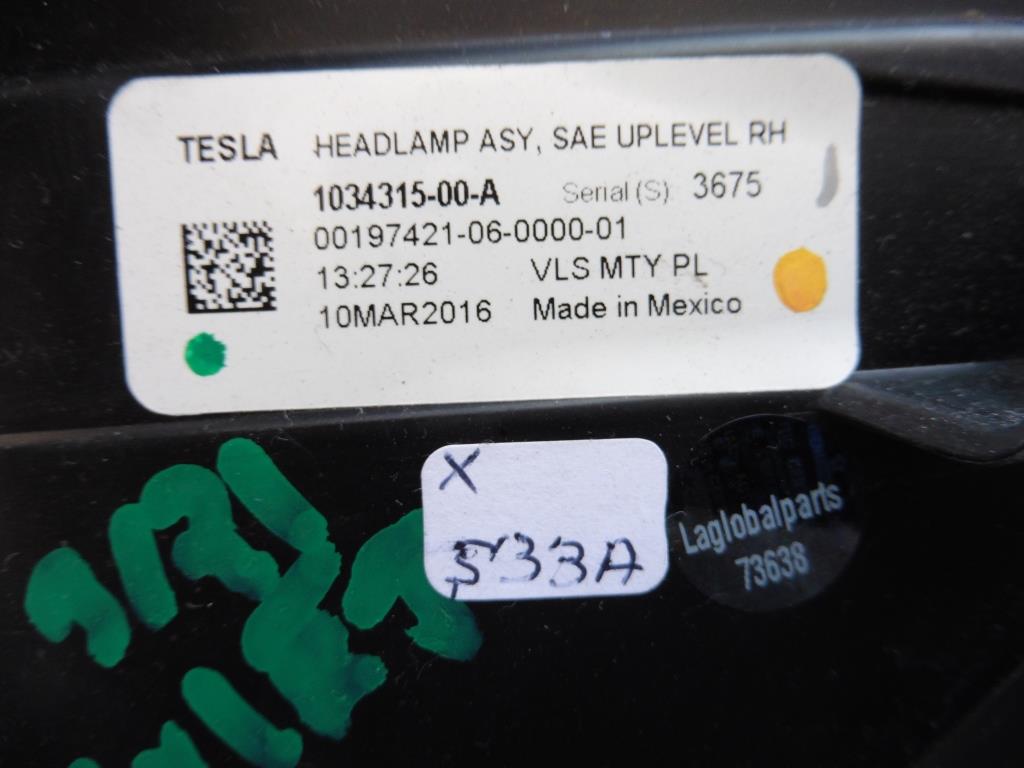 TESLA HEADLAMP ASY, SAE UPLEVEL RH
1034315-00-A Serial (S) 3675
00197421-06-0000-01
13:27:26 VLS MTY PL
10MAR2016 Made in Mexico
X
533A
Laglobalparts
73638